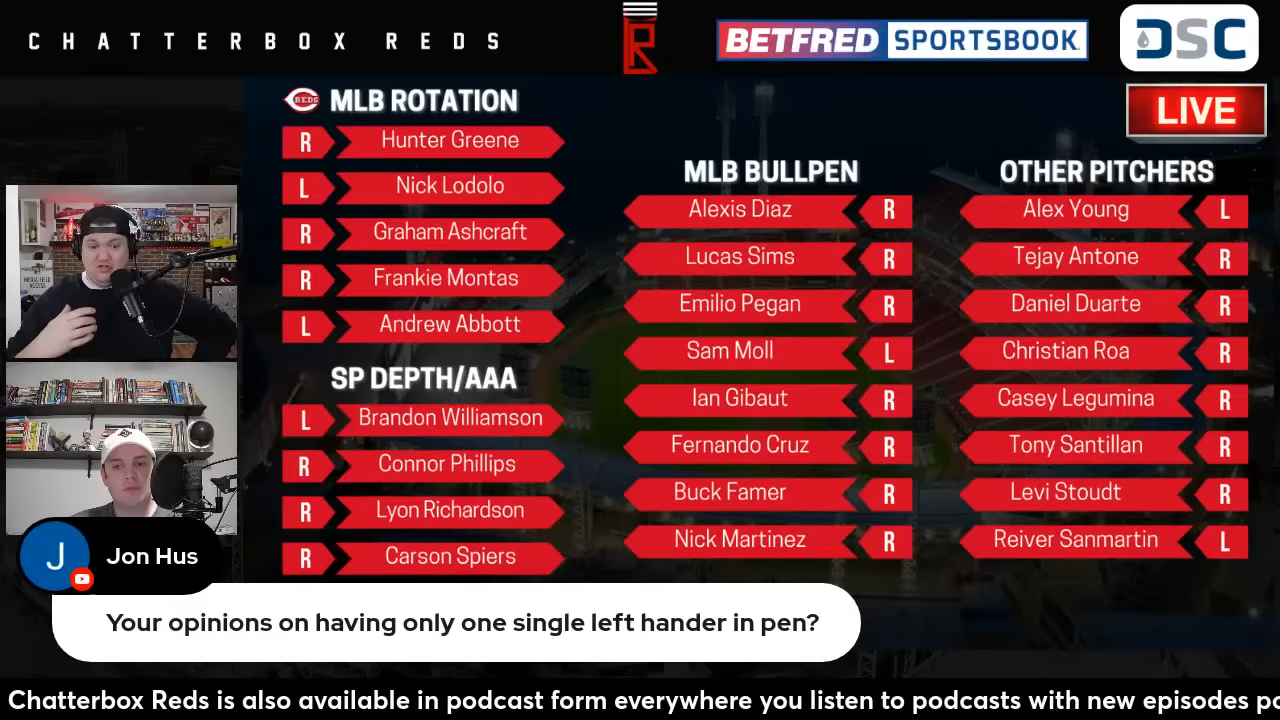 CHATTERBOX REDS
R
BETFRED SPORTSBOOK
DSC
LIVE
REDS MLB ROTATION
R Hunter Greene
L Nick Lodolo
R Graham Ashcraft
R Frankie Montas
L Andrew Abbott
SP DEPTH/AAA
L Brandon Williamson
R Connor Phillips
R Lyon Richardson
R Carson Spiers
MLB BULLPEN
Alexis Diaz R
Lucas Sims R
Emilio Pegan R
Sam Moll L
Ian Gibaut R
Fernando Cruz R
Buck Famer R
Nick Martinez R
OTHER PITCHERS
Alex Young L
Tejay Antone R
Daniel Duarte R
Christian Roa R
Casey Legumina R
Tony Santillan R
Levi Stoudt R
Reiver Sanmartin L
J Jon Hus
Your opinions on having only one single left hander in pen?
Chatterbox Reds is also available in podcast form everywhere you listen to podcasts with new episodes po